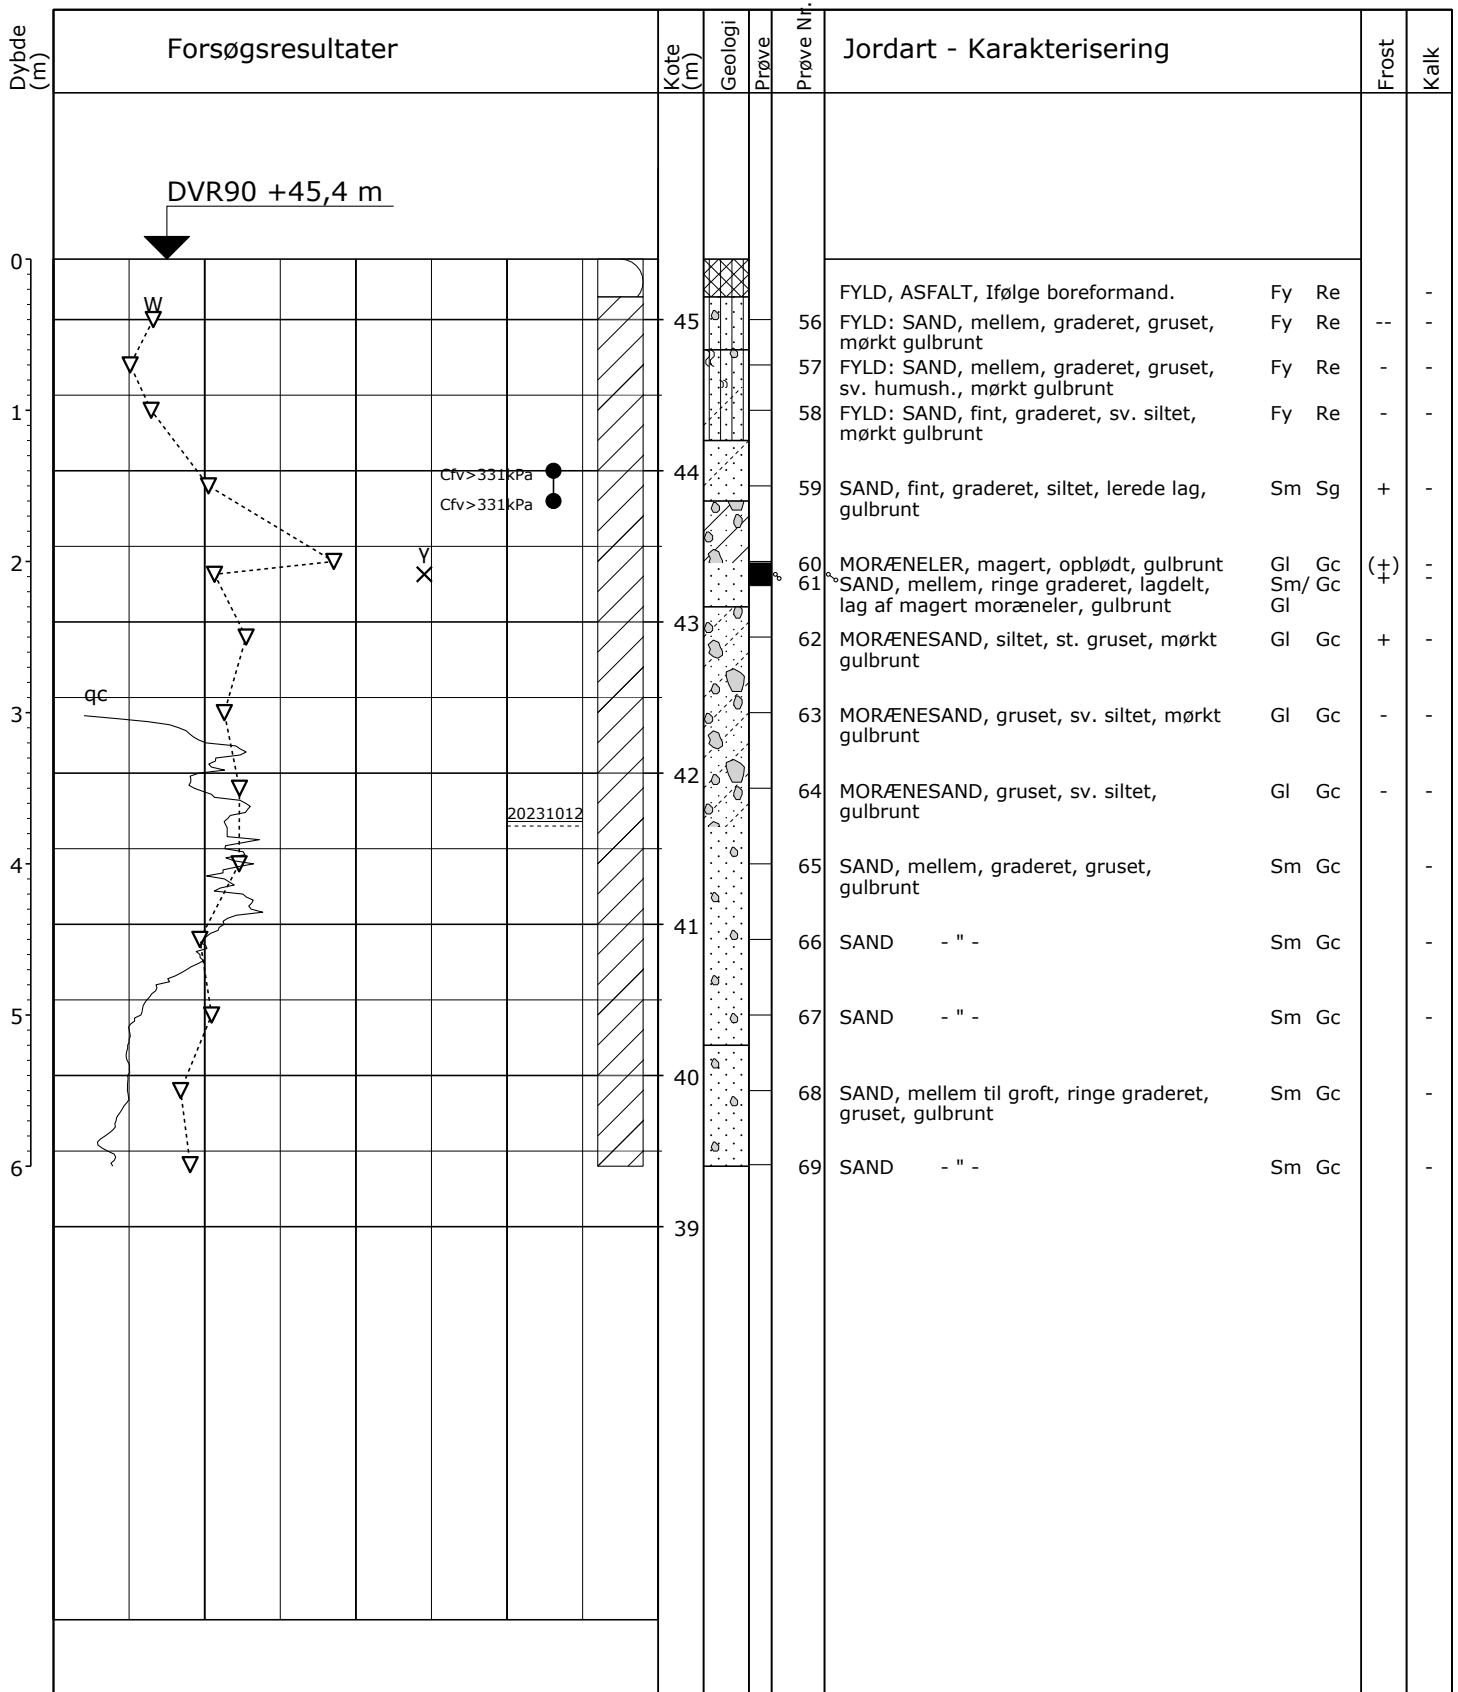 Dybde (m)
Forsøgsresultater
Kote (m)
Geologi
Prøve
Prøve Nr.
Jordart - Karakterisering
Frost
Kalk
DVR90 +45,4 m
0
FYLD, ASFALT, Ifølge boreformand. Fy Re -
W
45 56 FYLD: SAND, mellem, graderet, gruset, Fy Re -- -
mørkt gulbrunt
57 FYLD: SAND, mellem, graderet, gruset, Fy Re - -
sv. humush., mørkt gulbrunt
1 58 FYLD: SAND, fint, graderet, sv. siltet, Fy Re - -
mørkt gulbrunt
Cfv>331kPa 44
59 SAND, fint, graderet, siltet, lerede lag, Sm Sg + -
Cfv>331kPa
gulbrunt
γ
2 60 MORÆNELER, magert, opblødt, gulbrunt Gl Gc (+) -
61 SAND, mellem, ringe graderet, lagdelt, Sm/ Gc + -
lag af magert moræneler, gulbrunt Gl
43
62 MORÆNESAND, siltet, st. gruset, mørkt Gl Gc + -
gulbrunt
qc
3 63 MORÆNESAND, gruset, sv. siltet, mørkt Gl Gc - -
gulbrunt
42
64 MORÆNESAND, gruset, sv. siltet, Gl Gc - -
gulbrunt
20231012
4 65 SAND, mellem, graderet, gruset, Sm Gc -
gulbrunt
41
66 SAND - " - Sm Gc -
5 67 SAND - " - Sm Gc -
40
68 SAND, mellem til groft, ringe graderet, Sm Gc -
gruset, gulbrunt
6 69 SAND - " - Sm Gc -
39